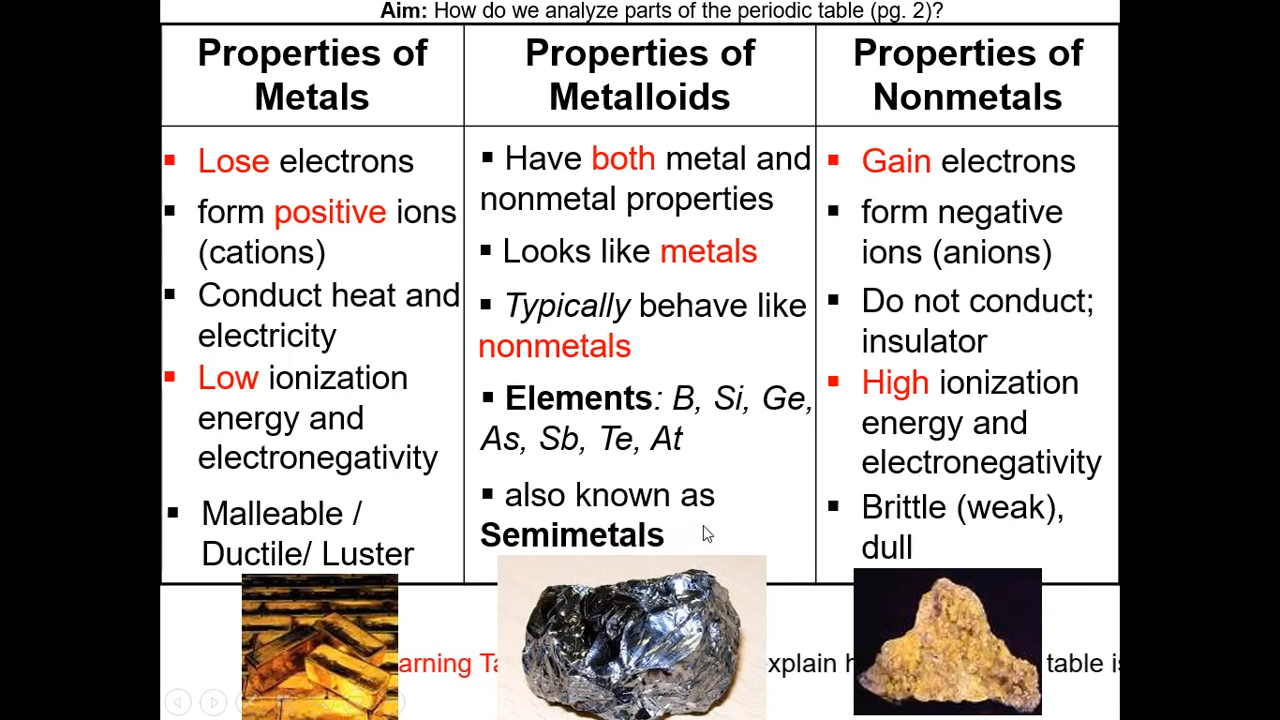 Aim: How do we analyze parts of the periodic table (pg. 2)?
Properties of
Metals
▪ Lose electrons
▪ form positive ions
(cations)
▪ Conduct heat and
electricity
▪ Low ionization
energy and
electronegativity
▪ Malleable /
Ductile/ Luster
Properties of
Metalloids
▪ Have both metal and
nonmetal properties
▪ Looks like metals
▪ Typically behave like
nonmetals
▪ Elements: B, Si, Ge,
As, Sb, Te, At
▪ also known as
Semimetals
Properties of
Nonmetals
▪ Gain electrons
▪ form negative
ions (anions)
▪ Do not conduct;
insulator
▪ High ionization
energy and
electronegativity
▪ Brittle (weak),
dull
explain table